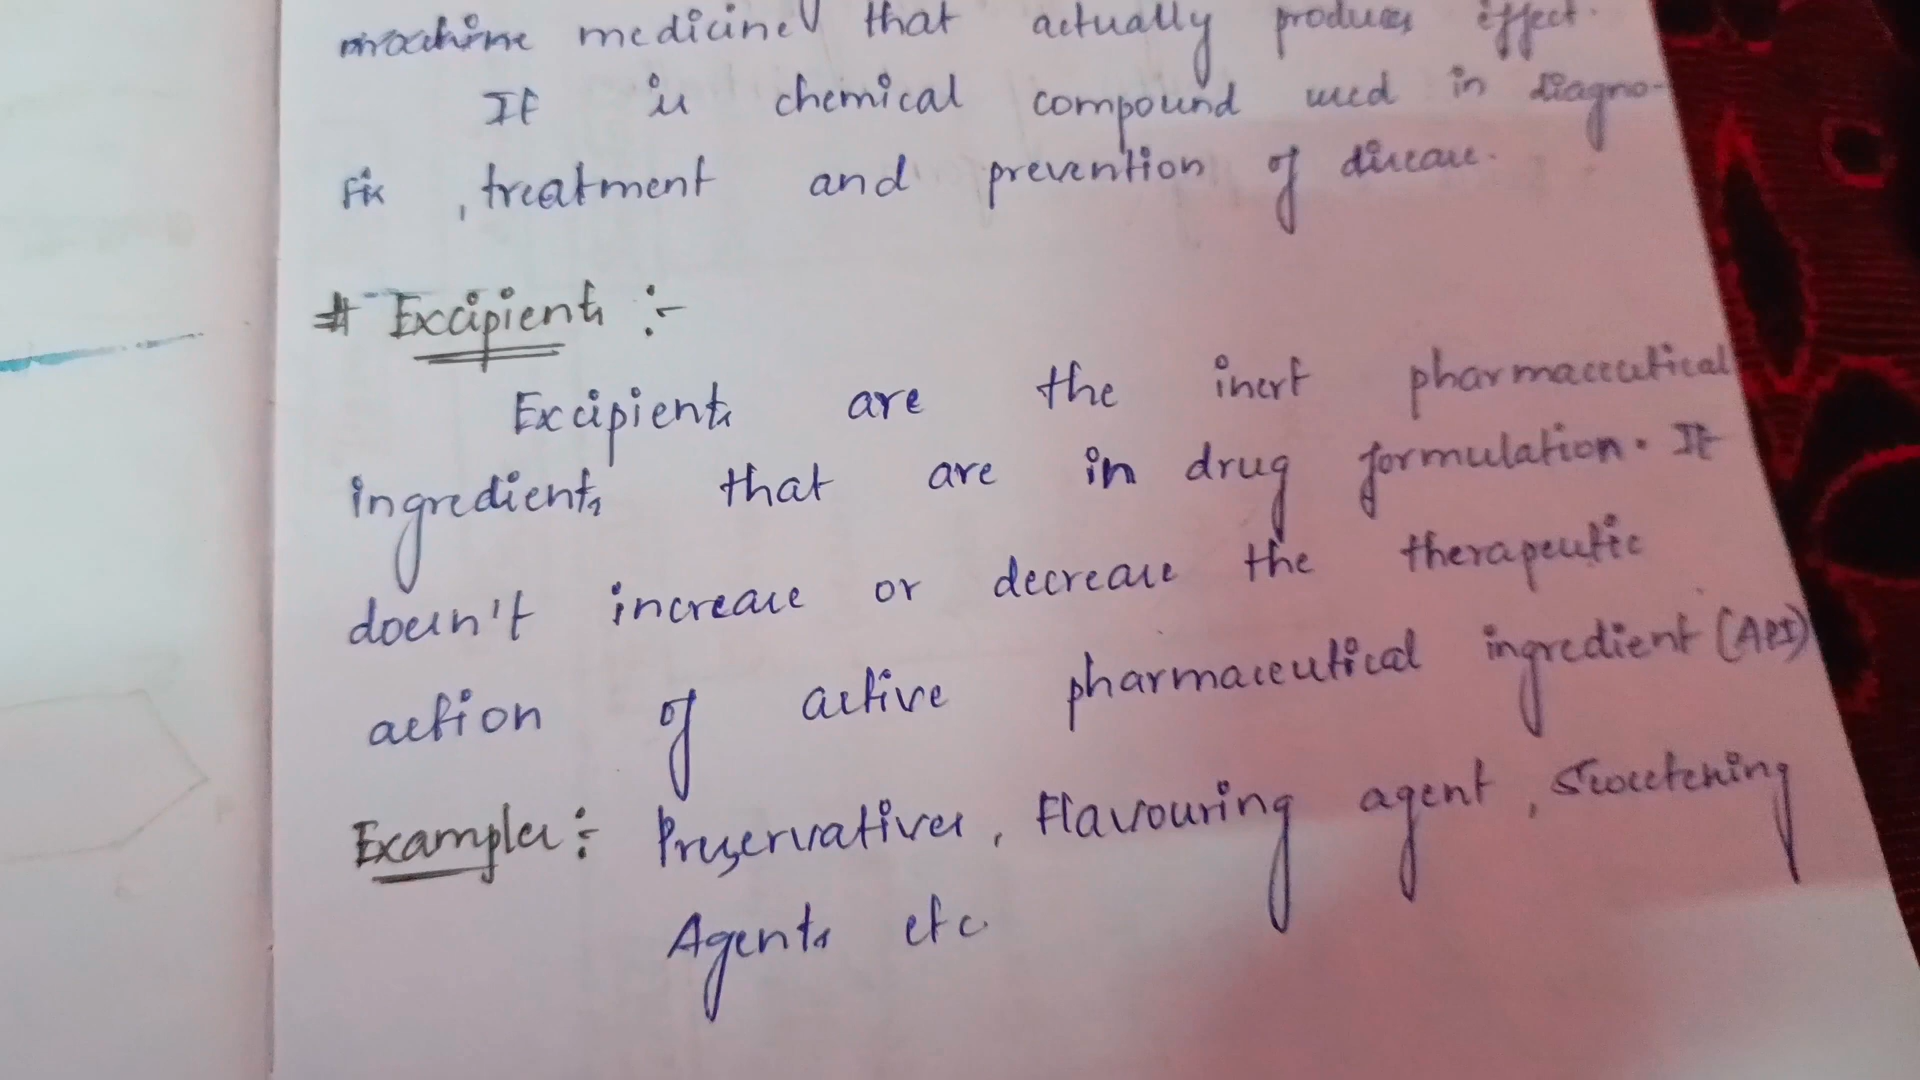 medicine that actually produces effect.
It is chemical compound used in diagno-
sis, treatment and prevention of disease.
# Excipients :-
Excipients are the inert pharmaceutical
ingredients that are in drug formulation. It
doesn't increase or decrease the therapeutic
action of active pharmaceutical ingredient (API)
Examples :- Preservatives, Flavouring agent, Sweetening
Agents etc.